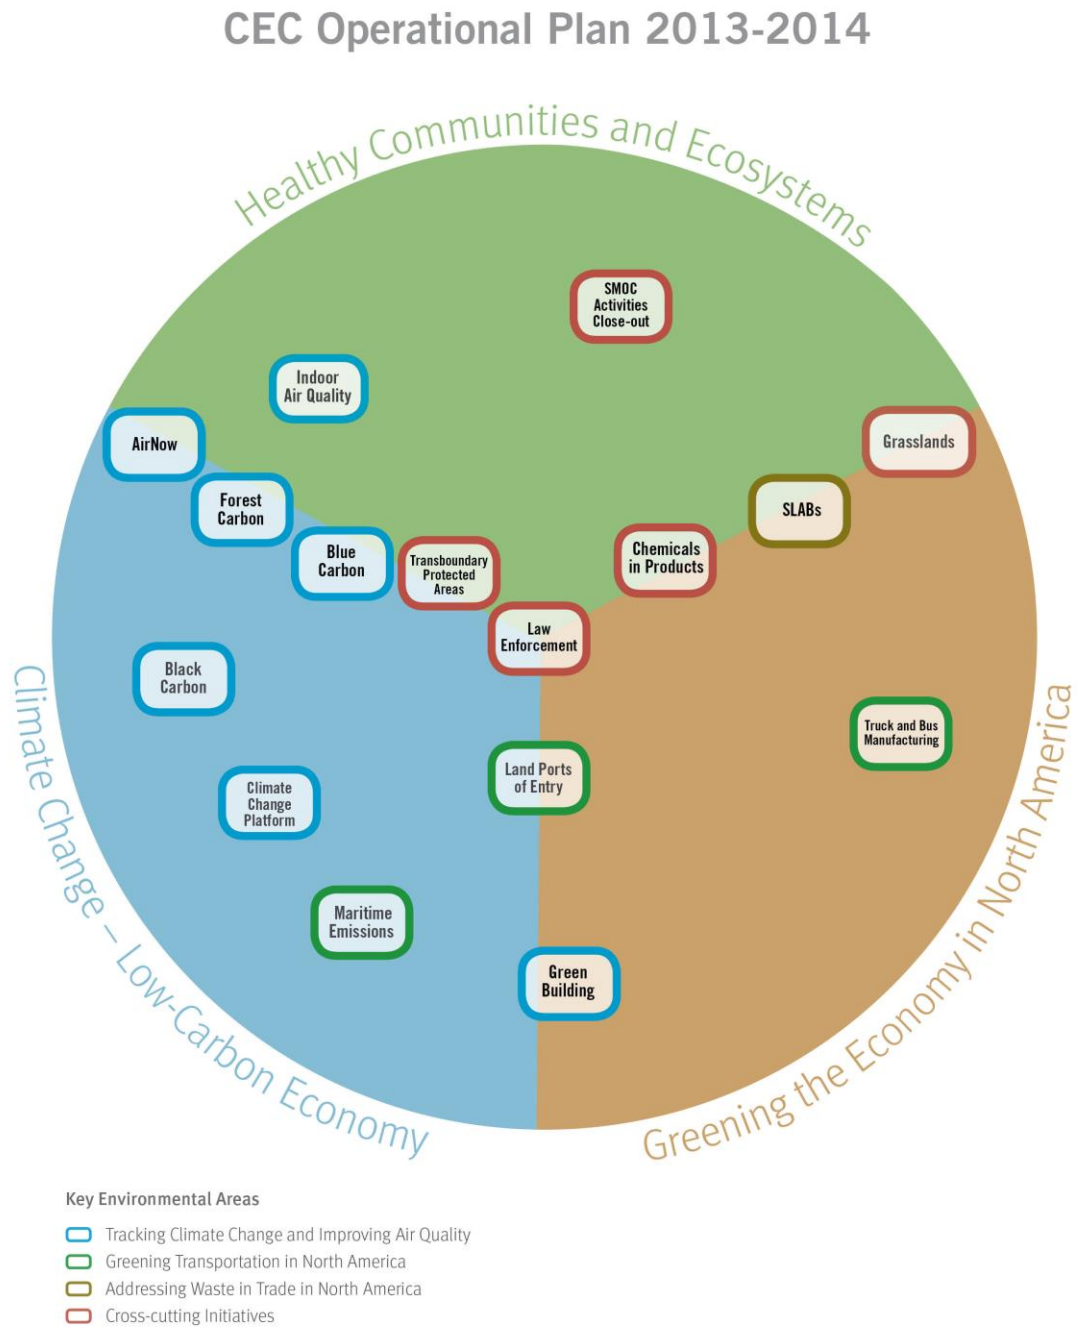 CEC Operational Plan 2013-2014
Healthy Communities and Ecosystems
SMOC
Activities
Close-out
Indoor
Air Quality
AirNow
Grasslands
Forest
Carbon
SLABs
Blue
Carbon
Transboundary
Protected
Areas
Chemicals
in Products
Law
Enforcement
Black
Carbon
Truck and Bus
Manufacturing
Land Ports
of Entry
Climate
Change
Platform
Maritime
Emissions
Green
Building
Climate Change – Low-Carbon Economy
Greening the Economy in North America
Key Environmental Areas
Tracking Climate Change and Improving Air Quality
Greening Transportation in North America
Addressing Waste in Trade in North America
Cross-cutting Initiatives